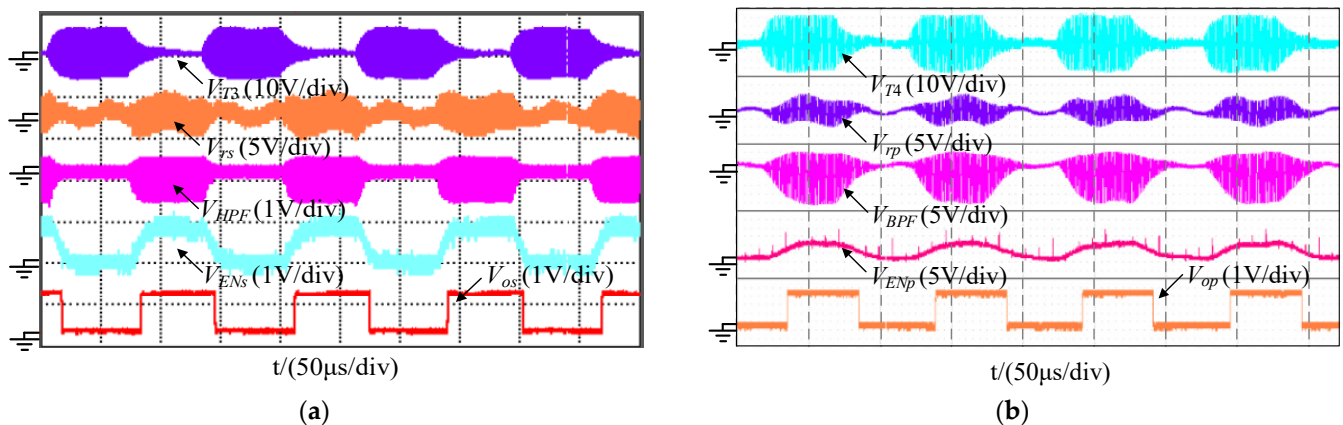 V_T3 (10V/div)
V_rs (5V/div)
V_HPF (1V/div)
V_ENs (1V/div)
V_os (1V/div)
t/(50μs/div)
(a)
V_T4 (10V/div)
V_rp (5V/div)
V_BPF (5V/div)
V_ENp (5V/div)
V_op (1V/div)
t/(50μs/div)
(b)